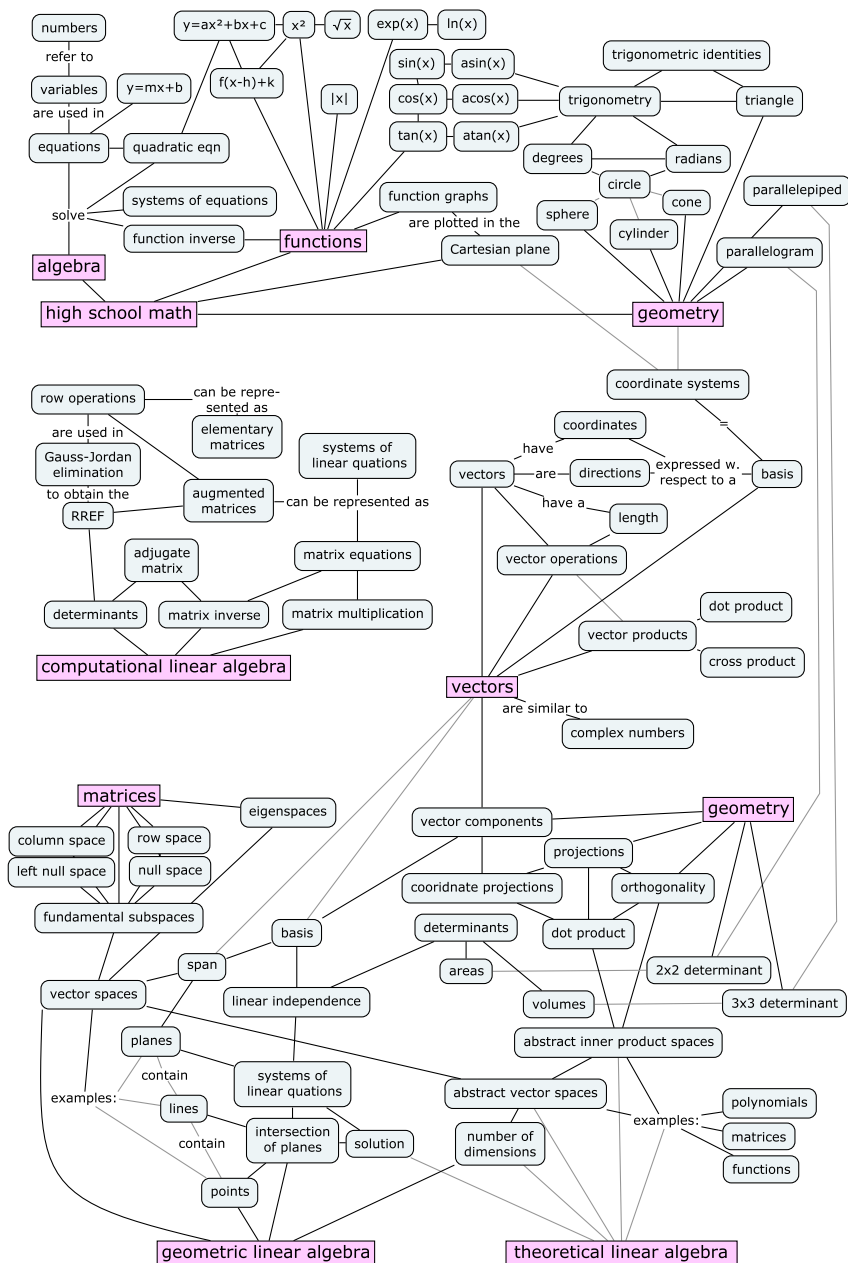 numbers
refer to
variables
are used in
equations
y=mx+b
quadratic eqn
solve
systems of equations
function inverse
algebra
y=ax²+bx+c
x²
√x
f(x-h)+k
|x|
exp(x)
ln(x)
sin(x)
asin(x)
cos(x)
acos(x)
tan(x)
atan(x)
functions
function graphs
are plotted in the
Cartesian plane
high school math
trigonometric identities
trigonometry
triangle
degrees
radians
circle
sphere
cone
cylinder
parallelepiped
parallelogram
geometry
coordinate systems
=
row operations
can be repre-
sented as
elementary
matrices
are used in
Gauss-Jordan
elimination
to obtain the
RREF
augmented
matrices
systems of
linear quations
can be represented as
adjugate
matrix
matrix equations
determinants
matrix inverse
matrix multiplication
computational linear algebra
coordinates
have
vectors
are
directions
expressed w.
respect to a
basis
have a
length
vector operations
dot product
vector products
cross product
vectors
are similar to
complex numbers
matrices
eigenspaces
column space
row space
left null space
null space
fundamental subspaces
vector components
geometry
projections
cooridnate projections
orthogonality
basis
determinants
dot product
span
areas
2x2 determinant
vector spaces
linear independence
volumes
3x3 determinant
planes
abstract inner product spaces
contain
systems of
linear quations
examples:
lines
abstract vector spaces
polynomials
examples:
matrices
functions
contain
intersection
of planes
solution
number of
dimensions
points
geometric linear algebra
theoretical linear algebra